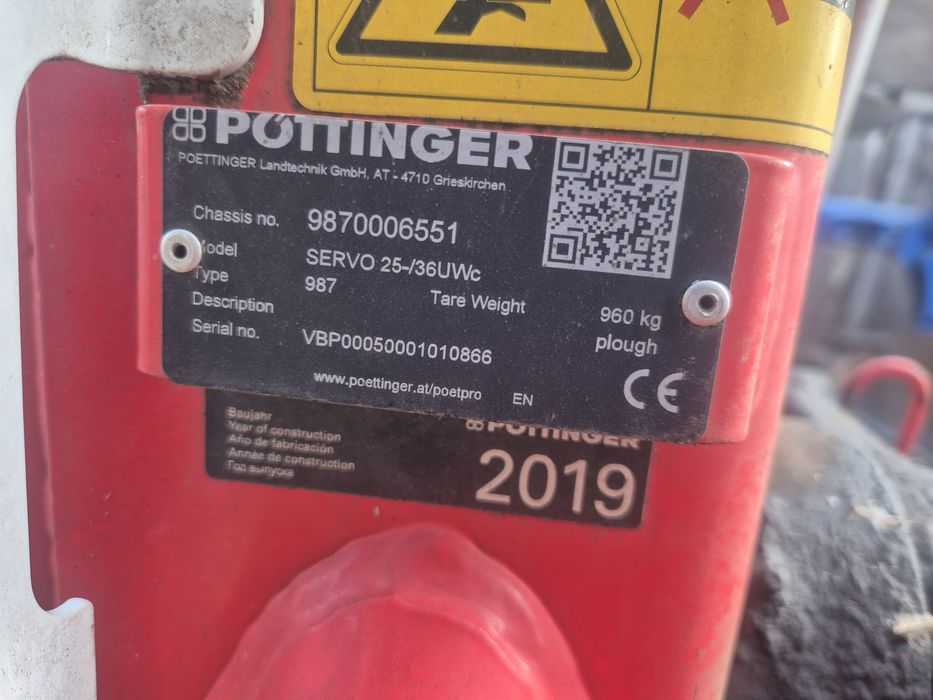 PÖTTINGER
POETTINGER Landtechnik GmbH, AT - 4710 Grieskirchen
Chassis no. 9870006551
Model SERVO 25-/36UWc
Type 987 Tare Weight 960 kg
Description plough
Serial no. VBP00050001010866
www.poettinger.at/poetpro EN CE
PÖTTINGER
Baujahr
Year of construction
Año de fabricación
Année de construction
Год выпуска
2019